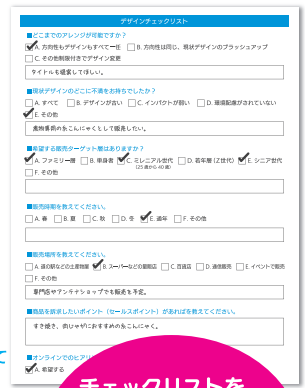 デザインチェックリスト
■どこまでのアレンジが可能ですか?
A. 方向性もデザインもすべて一任 B. 方向性は同じ、現状デザインのブラッシュアップ
C. その他制限付きでデザイン変更
タイトルも提案してほしい。
■現状デザインのどこに不満をお持ちでしたか?
A. すべて B. デザインが古い C. インパクトが弱い D. 環境配慮がされていない
E. その他
煮物専用の糸こんにゃくとして販売したい。
■希望する販売ターゲット層はありますか?
A. ファミリー層 B. 単身者 C. ミレニアル世代 D. 若年層(Z世代) E. シニア世代
(25歳から40歳)
F. その他
■販売時期を教えてください。
A. 春 B. 夏 C. 秋 D. 冬 E. 通年 F. その他
■販売場所を教えてください。
A. 道の駅などの土産物屋 B. スーパーなどの量販店 C. 百貨店 D. 通信販売 E. イベントで販売
F. その他
専門店やアンテナショップでも販売を予定。
■商品を訴求したいポイント(セールスポイント)があれば教えてください。
すき焼き、肉じゃがにおすすめの糸こんにゃく。
■オンラインでのヒアリ
A. 希望する
て
チェックリストを